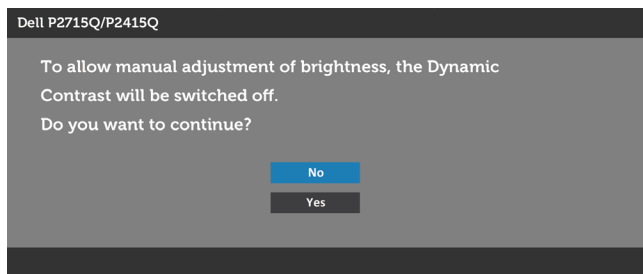 Dell P2715Q/P2415Q
To allow manual adjustment of brightness, the Dynamic
Contrast will be switched off.
Do you want to continue?
No
Yes